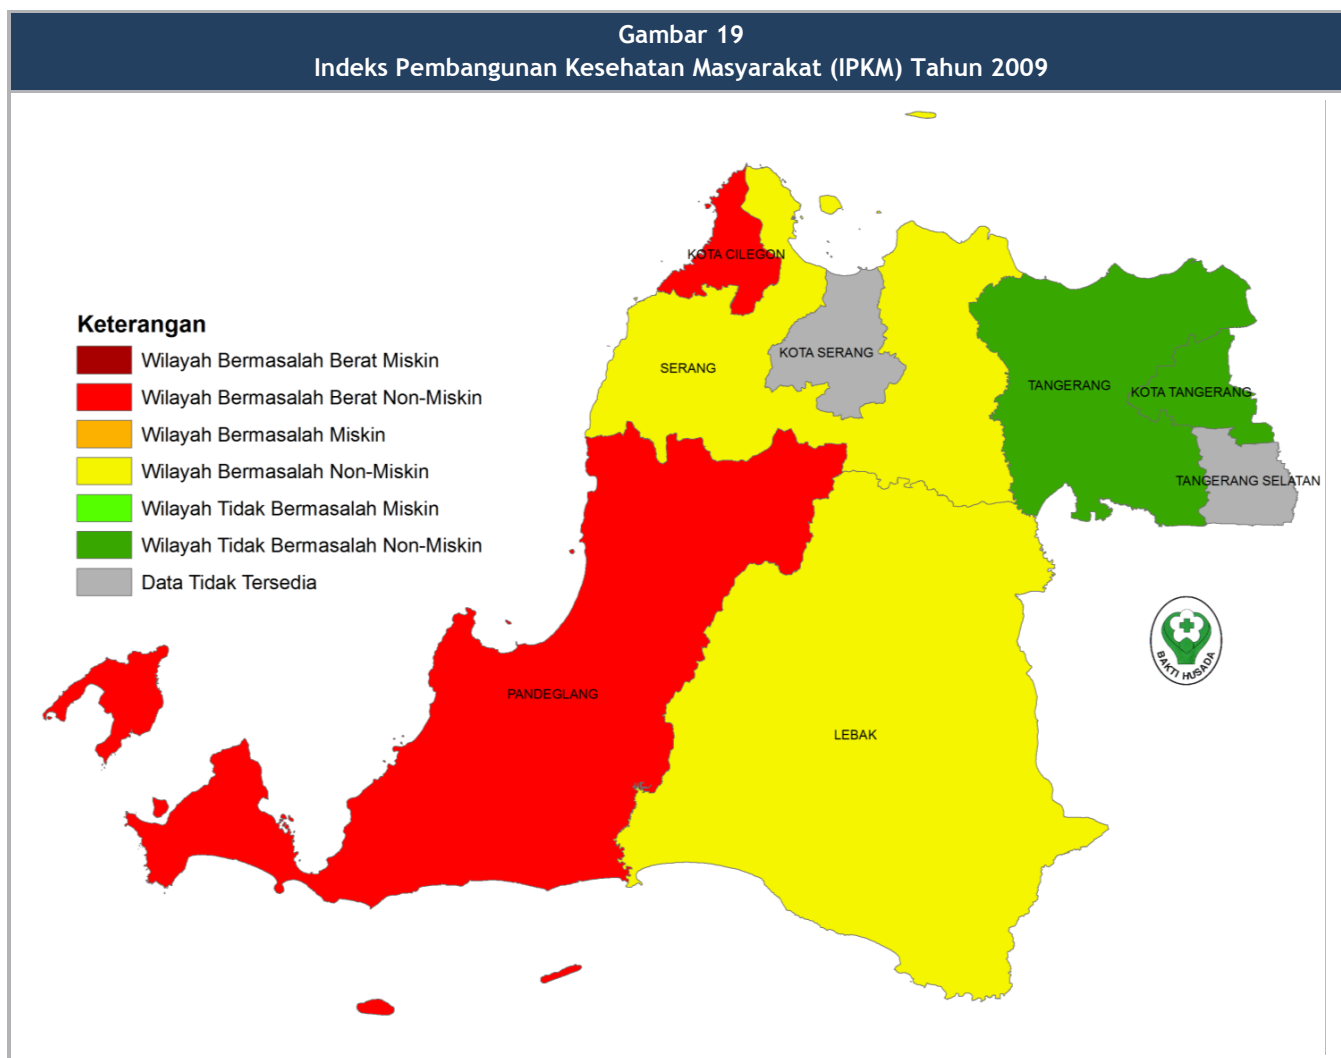 Gambar 19
Indeks Pembangunan Kesehatan Masyarakat (IPKM) Tahun 2009
KOTA CILEGON
Keterangan
Wilayah Bermasalah Berat Miskin
Wilayah Bermasalah Berat Non-Miskin
Wilayah Bermasalah Miskin
Wilayah Bermasalah Non-Miskin
Wilayah Tidak Bermasalah Miskin
Wilayah Tidak Bermasalah Non-Miskin
Data Tidak Tersedia
KOTA SERANG
SERANG
TANGERANG
KOTA TANGERANG
TANGERANG SELATAN
BAKTI HUSADA
PANDEGLANG
LEBAK